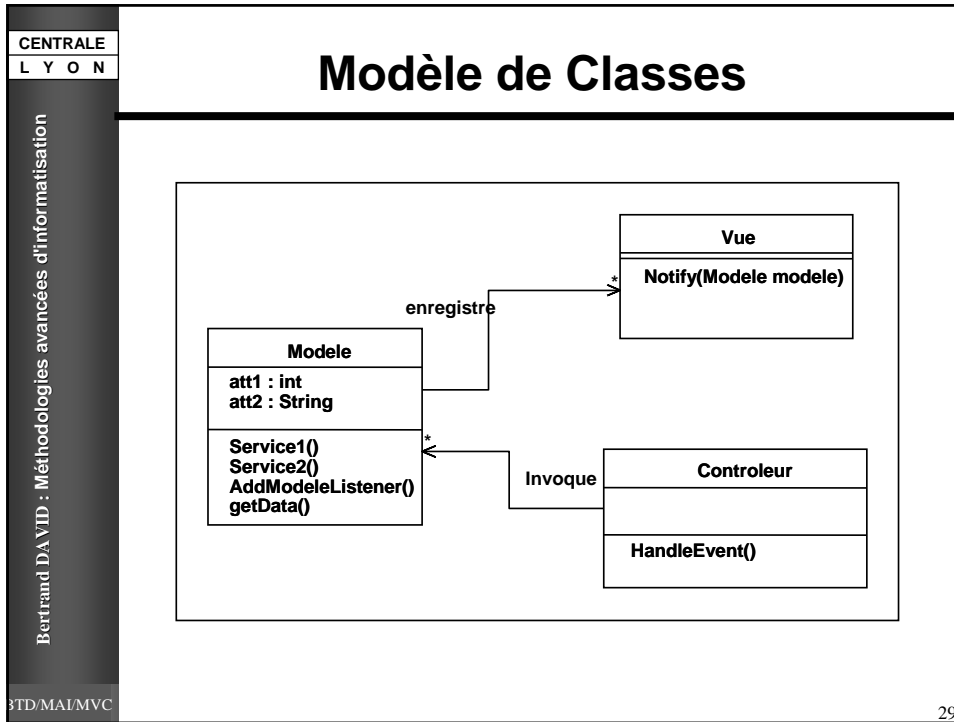 CENTRALE
L Y O N
Modèle de Classes
Bertrand DAVID : Méthodologies avancées d'informatisation
Vue
Notify(Modele modele)
*
enregistre
Modele
att1 : int
att2 : String
Service1()
Service2()
AddModeleListener()
getData()
*
Invoque
Controleur
HandleEvent()
TD/MAI/MVC
29